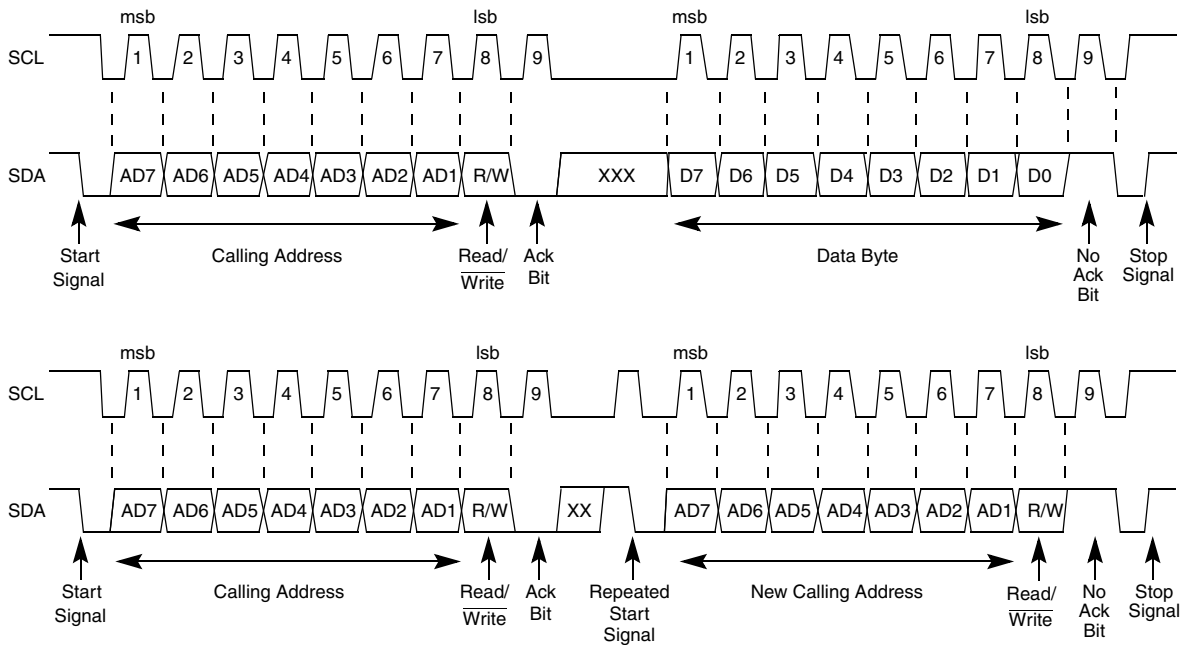 msb lsb msb lsb
SCL 1 2 3 4 5 6 7 8 9 1 2 3 4 5 6 7 8 9
SDA AD7 AD6 AD5 AD4 AD3 AD2 AD1 R/W XXX D7 D6 D5 D4 D3 D2 D1 D0
Start Signal
Calling Address
Read/
Write
Ack
Bit
Data Byte
No
Ack
Bit
Stop
Signal
msb lsb msb lsb
SCL 1 2 3 4 5 6 7 8 9 1 2 3 4 5 6 7 8 9
SDA AD7 AD6 AD5 AD4 AD3 AD2 AD1 R/W XX AD7 AD6 AD5 AD4 AD3 AD2 AD1 R/W
Start
Signal
Calling Address
Read/
Write
Ack
Bit
Repeated
Start
Signal
New Calling Address
Read/
Write
No
Ack
Bit
Stop
Signal